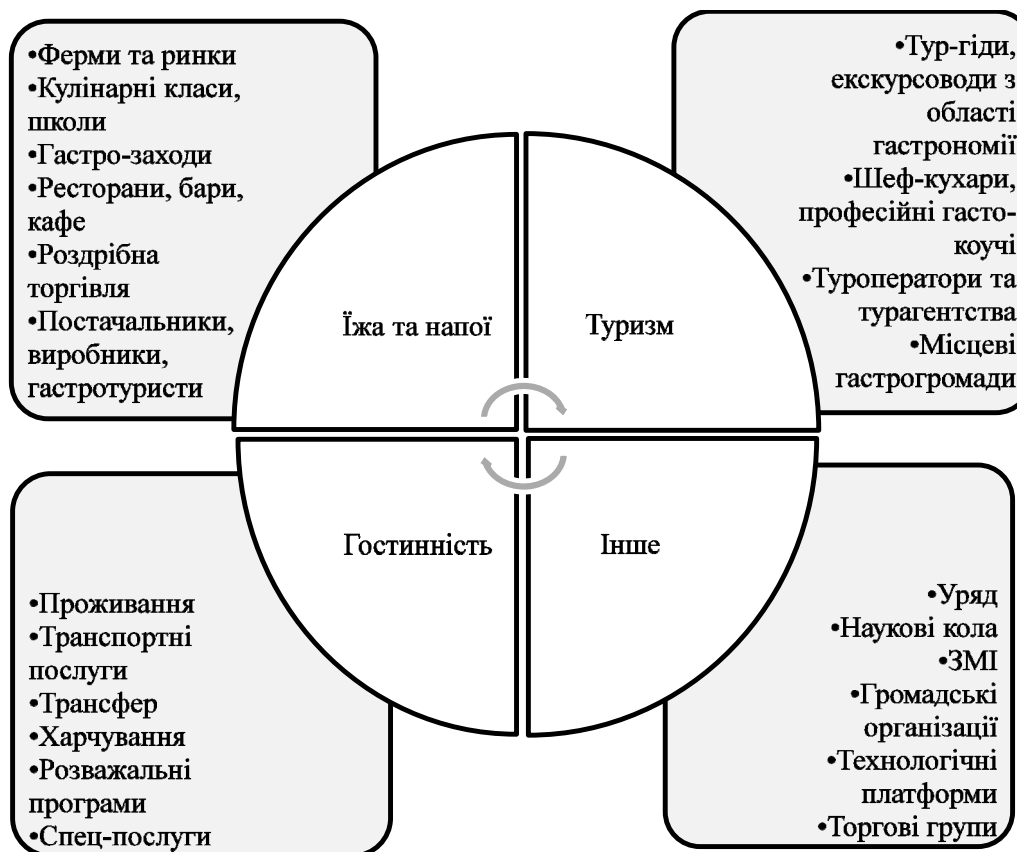 •Ферми та ринки
•Кулінарні класи,
школи
•Гастро-заходи
•Ресторани, бари,
кафе
•Роздрібна
торгівля
•Постачальники,
виробники,
гастротуристи
•Тур-гіди,
екскурсоводи з
області
гастрономії
•Шеф-кухари,
професійні гасто-
коучі
•Туроператори та
турагентства
•Місцеві
гастрогромади
Їжа та напої
Туризм
Гостинність
Інше
•Проживання
•Транспортні
послуги
•Трансфер
•Харчування
•Розважальні
програми
•Спец-послуги
•Уряд
•Наукові кола
•ЗМІ
•Громадські
організації
•Технологічні
платформи
•Торгові групи